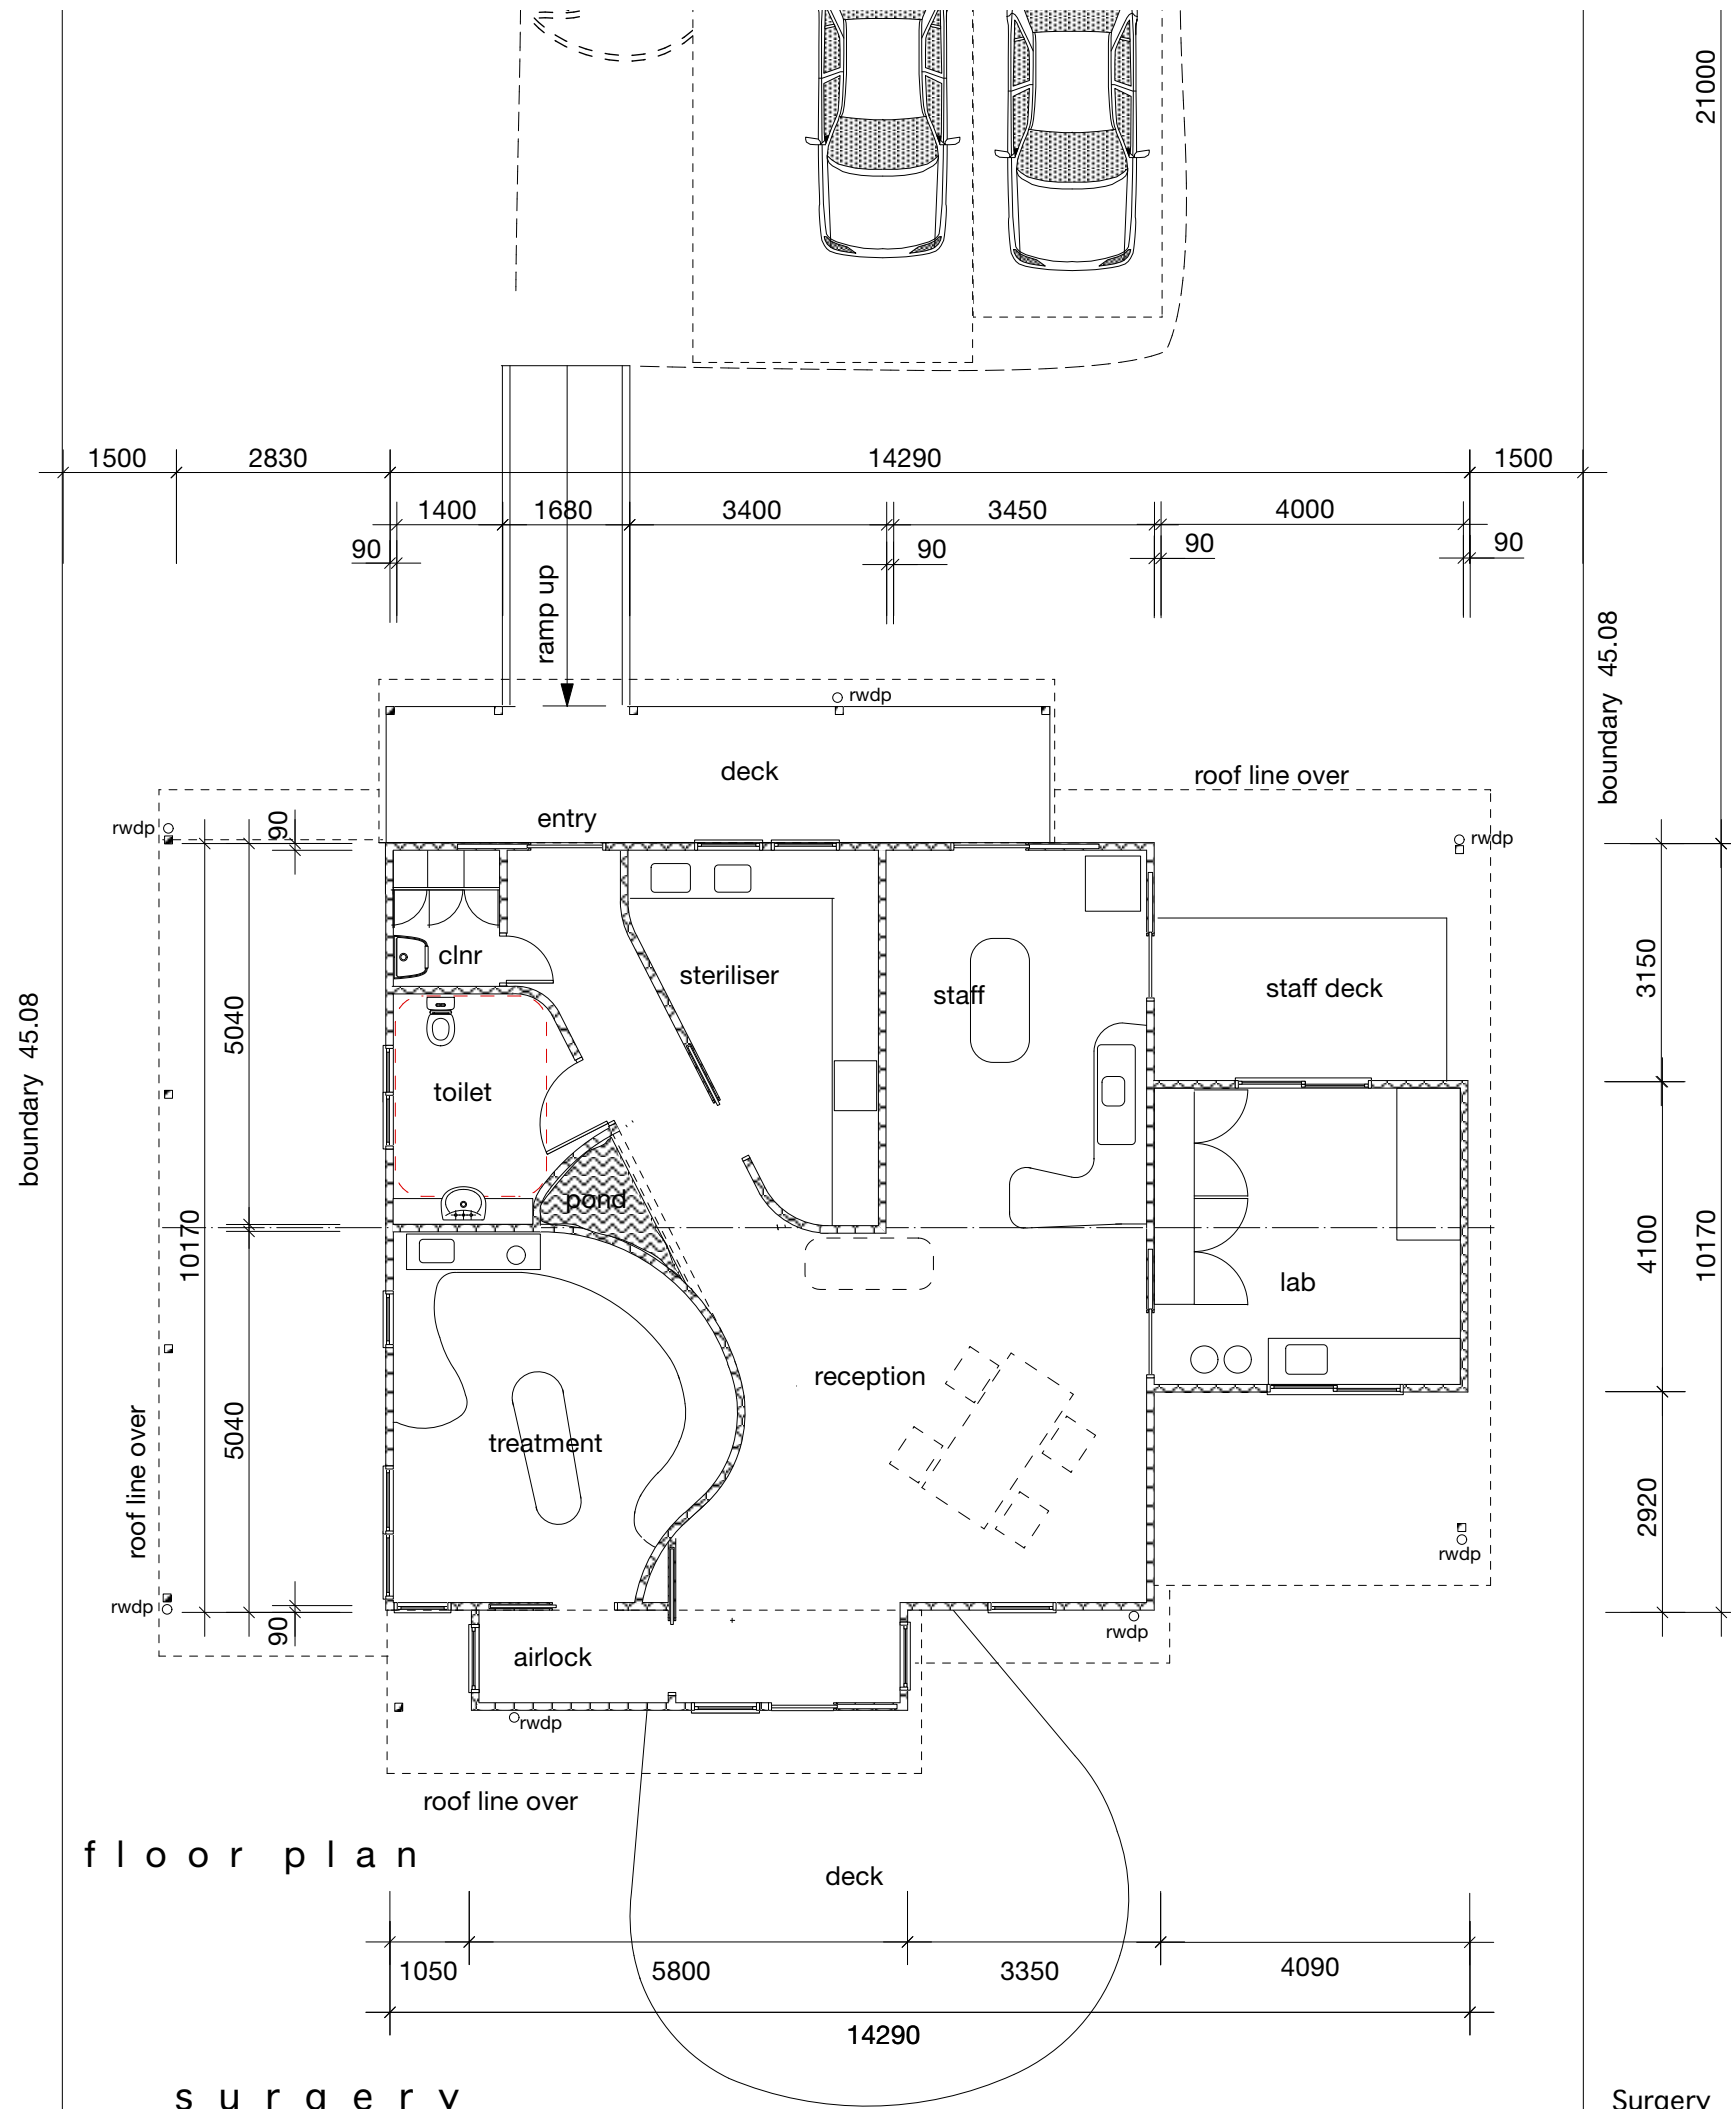 21000
1500 2830 14290 1500
1400 1680 3400 3450 4000
90 90 90 90
ramp up
boundary 45.08
rwdp
deck
roof line over
entry
rwdp
90
rwdp
clnr
steriliser
staff
staff deck
3150
boundary 45.08
5040
toilet
pond
10170
4100
10170
lab
reception
treatment
5040
roof line over
2920
rwdp
rwdp
90
rwdp
airlock
rwdp
roof line over
floor plan
deck
1050 5800 3350 4090
14290
surgery
Surgery